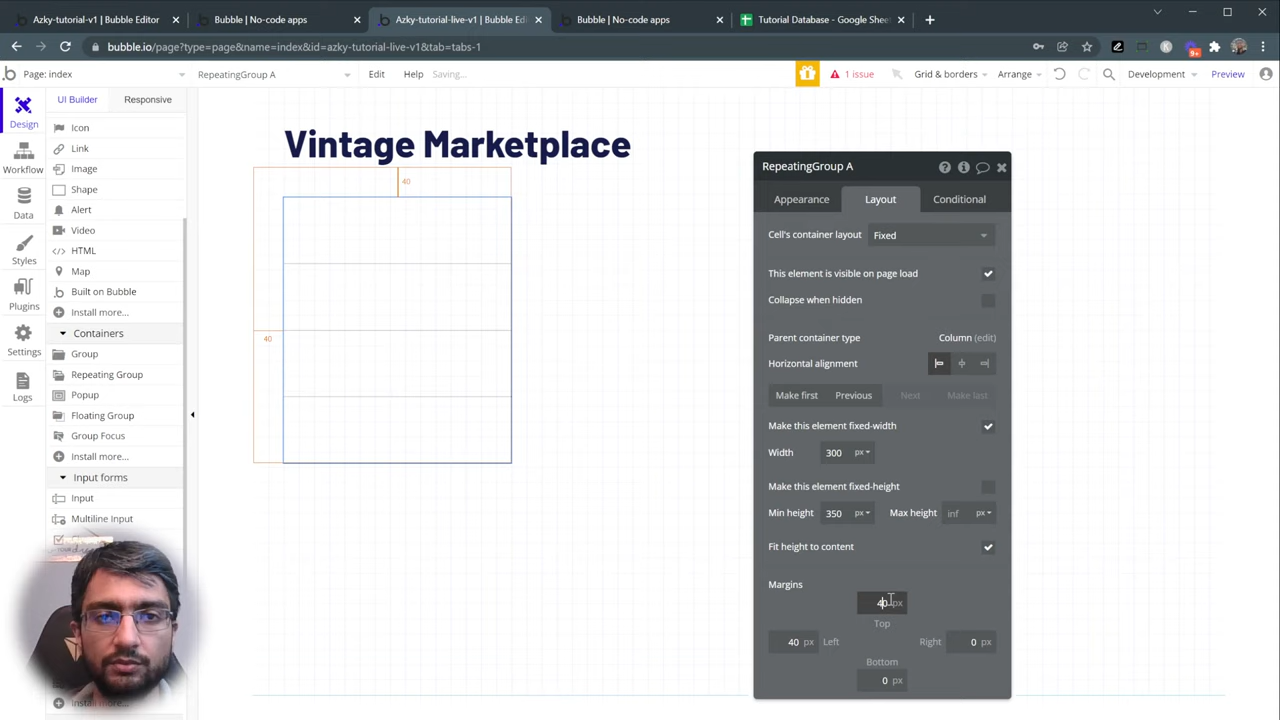 Azky-tutorial-v1 | Bubble Editor
Bubble | No-code apps
Azky-tutorial-live-v1 | Bubble Edi
Bubble | No-code apps
Tutorial Database - Google Shee
bubble.io/page?type=page&name=index&id=azky-tutorial-live-v1&tab=tabs-1
9+
Page: index
RepeatingGroup A
Edit
Help
Saving...
1 issue
Grid & borders
Arrange
Development
Preview
Design
Workflow
Data
Styles
Plugins
Settings
Logs
UI Builder
Responsive
Icon
Link
Image
Shape
Alert
Video
</> HTML
Map
Built on Bubble
Install more...
Containers
Group
Repeating Group
Popup
Floating Group
Group Focus
Install more...
Input forms
Input
Multiline Input
Install more...
Vintage Marketplace
40
40
RepeatingGroup A
Appearance
Layout
Conditional
Cell's container layout
Fixed
This element is visible on page load
Collapse when hidden
Parent container type
Column (edit)
Horizontal alignment
Make first
Previous
Next
Make last
Make this element fixed-width
Width
300 px
Make this element fixed-height
Min height
350 px
Max height
inf px
Fit height to content
Margins
40 px
Top
40 px
Left
Right
0 px
Bottom
0 px